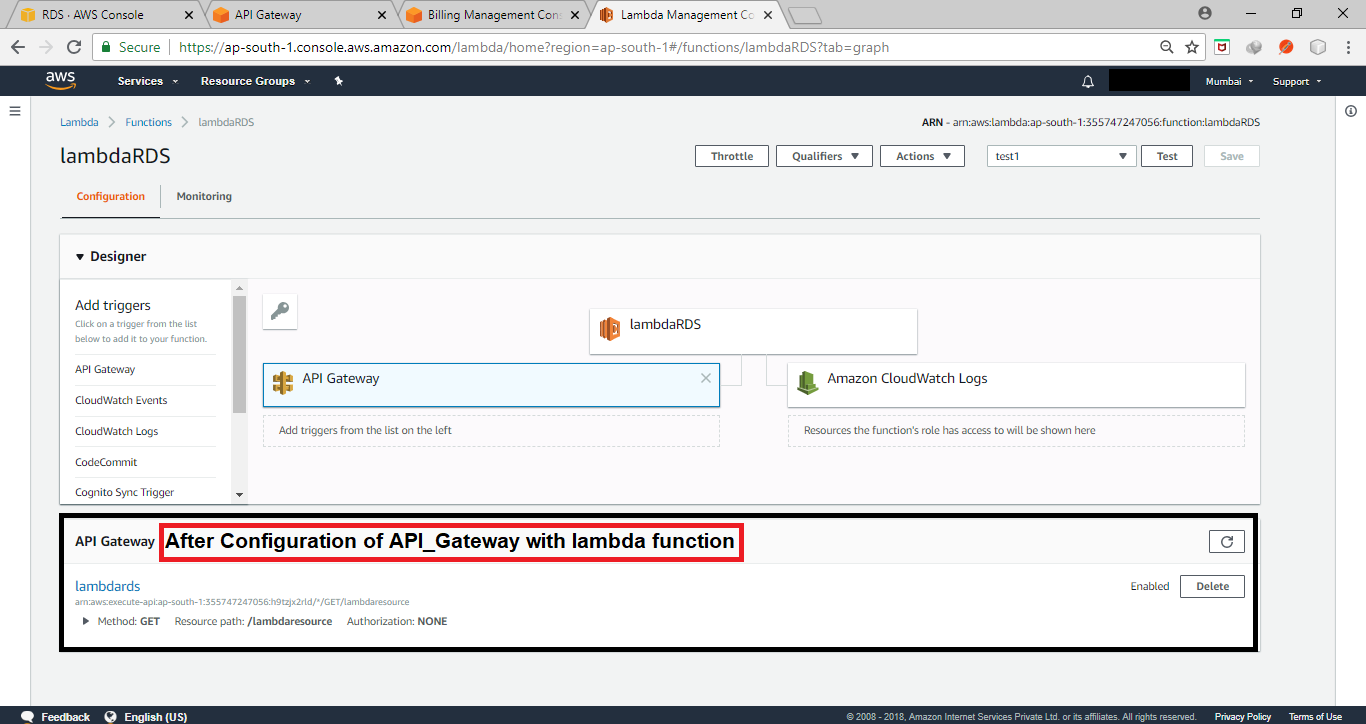 RDS · AWS Console
API Gateway
Billing Management Con
Lambda Management Co
Secure
https://ap-south-1.console.aws.amazon.com/lambda/home?region=ap-south-1#/functions/lambdaRDS?tab=graph
aws
Services
Resource Groups
Mumbai
Support
Lambda
Functions
lambdaRDS
ARN - arn:aws:lambda:ap-south-1:355747247056:function:lambdaRDS
lambdaRDS
Throttle
Qualifiers
Actions
test1
Test
Save
Configuration
Monitoring
Designer
Add triggers
Click on a trigger from the list
below to add it to your function.
API Gateway
CloudWatch Events
CloudWatch Logs
CodeCommit
Cognito Sync Trigger
lambdaRDS
API Gateway
Amazon CloudWatch Logs
Add triggers from the list on the left
Resources the function's role has access to will be shown here
API Gateway
After Configuration of API_Gateway with lambda function
lambdards
Enabled
Delete
arn:aws:execute-api:ap-south-1:355747247056:h9tzjx2rld/*/GET/lambdaresource
Method: GET Resource path: /lambdaresource Authorization: NONE
Feedback
English (US)
© 2008 - 2018, Amazon Internet Services Private Ltd. or its affiliates. All rights reserved.
Privacy Policy
Terms of Use